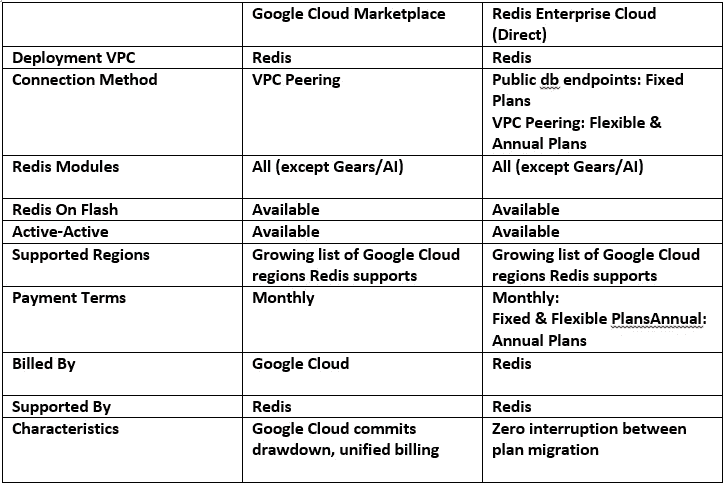 Google Cloud Marketplace Redis Enterprise Cloud
(Direct)
Deployment VPC Redis Redis
Connection Method VPC Peering Public db endpoints: Fixed
Plans
VPC Peering: Flexible &
Annual Plans
Redis Modules All (except Gears/AI) All (except Gears/AI)
Redis On Flash Available Available
Active-Active Available Available
Supported Regions Growing list of Google Cloud Growing list of Google Cloud
regions Redis supports regions Redis supports
Payment Terms Monthly Monthly:
Fixed & Flexible PlansAnnual:
Annual Plans
Billed By Google Cloud Redis
Supported By Redis Redis
Characteristics Google Cloud commits Zero interruption between
drawdown, unified billing plan migration